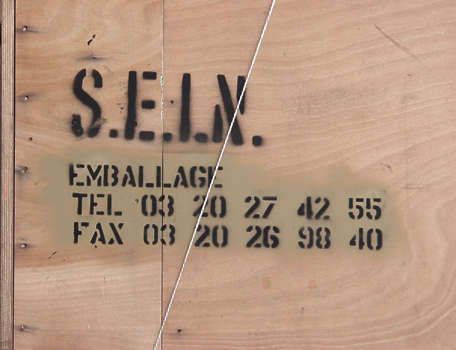 S.E.I.N.
EMBALLAGE
TEL 03 20 27 42 55
FAX 03 20 26 98 40